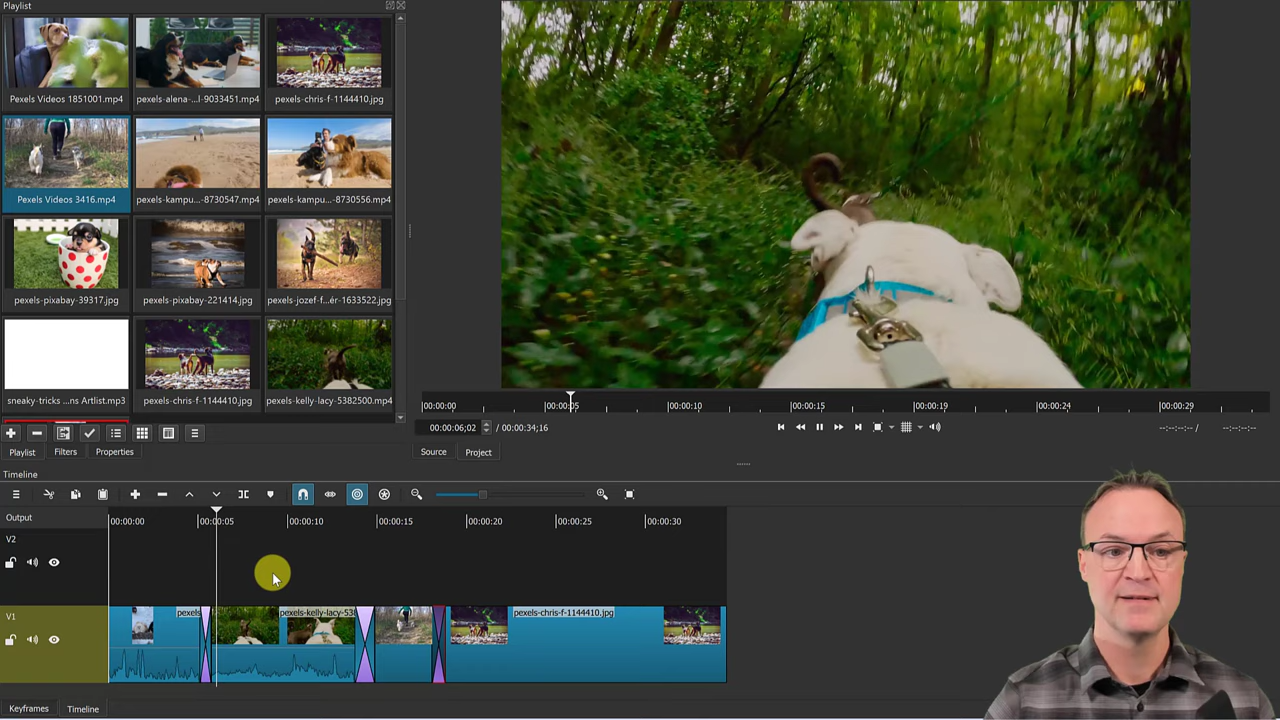 Playlist
Pexels Videos 1851001.mp4
pexels-alena-...l-9033451.mp4
pexels-chris-f-1144410.jpg
Pexels Videos 3416.mp4
pexels-kampu...-8730547.mp4
pexels-kampu...-8730556.mp4
pexels-pixabay-39317.jpg
pexels-pixabay-221414.jpg
pexels-jozef-f...ér-1633522.jpg
sneaky-tricks ...ns Artlist.mp3
pexels-chris-f-1144410.jpg
pexels-kelly-lacy-5382500.mp4
Playlist Filters Properties
00:00:00 00:00:05 00:00:10 00:00:15 00:00:19 00:00:24 00:00:29
00:00:06;02 / 00:00:34;16 --:--:--;-- / --:--:--;--
Source Project
Timeline
Output 00:00:00 00:00:05 00:00:10 00:00:15 00:00:20 00:00:25 00:00:30
V2
V1 pexels pexels-kelly-lacy-538 pexels-chris-f-1144410.jpg
Keyframes Timeline